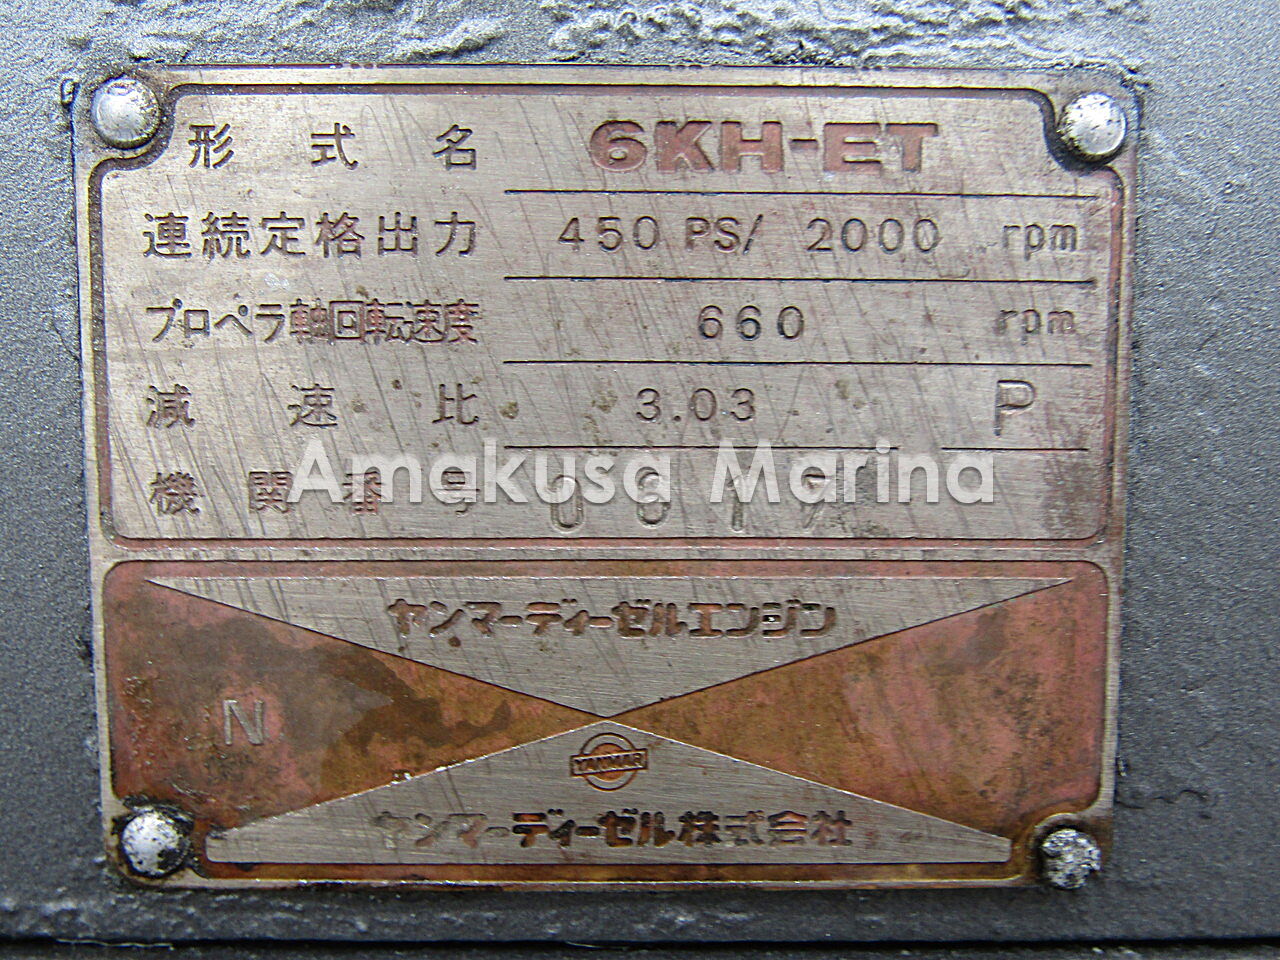 形式名 6KH-ET
連続定格出力 450 PS/ 2000 rpm
プロペラ軸回転速度 660 rpm
減速比 3.03 P
機関番号
Amakusa Marina
ヤンマーディーゼルエンジン
N
YANMAR
ヤンマーディーゼル株式会社